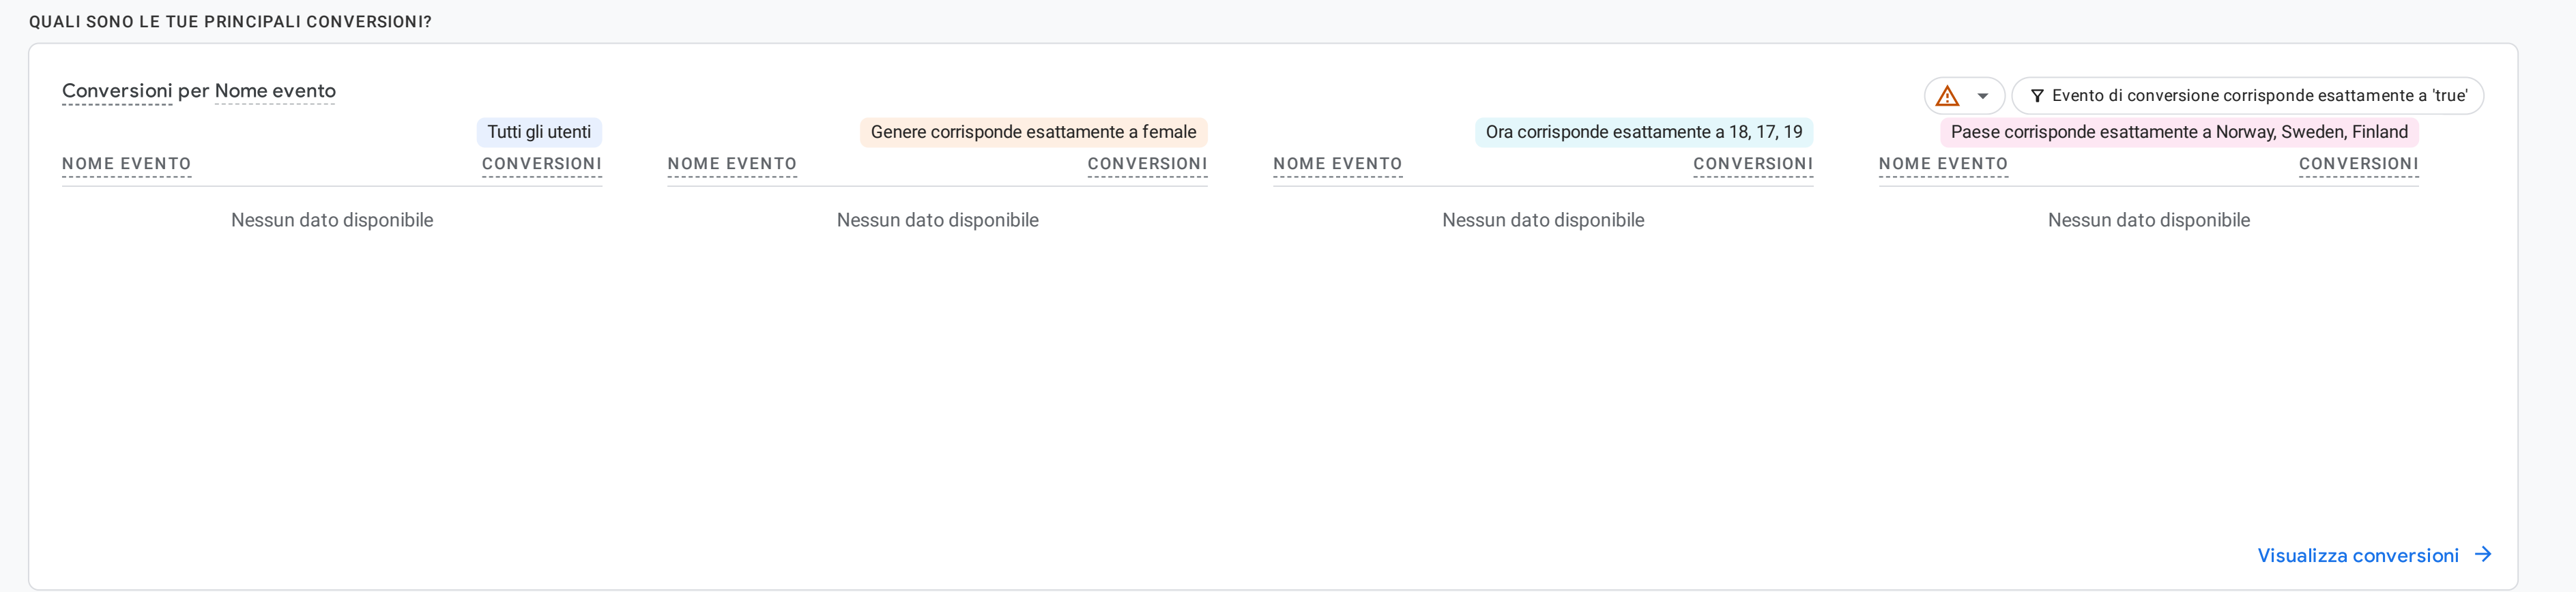 QUALI SONO LE TUE PRINCIPALI CONVERSIONI?
Conversioni per Nome evento
Evento di conversione corrisponde esattamente a 'true'
Tutti gli utenti
NOME EVENTO CONVERSIONI
Nessun dato disponibile
Genere corrisponde esattamente a female
NOME EVENTO CONVERSIONI
Nessun dato disponibile
Ora corrisponde esattamente a 18, 17, 19
NOME EVENTO CONVERSIONI
Nessun dato disponibile
Paese corrisponde esattamente a Norway, Sweden, Finland
NOME EVENTO CONVERSIONI
Nessun dato disponibile
Visualizza conversioni